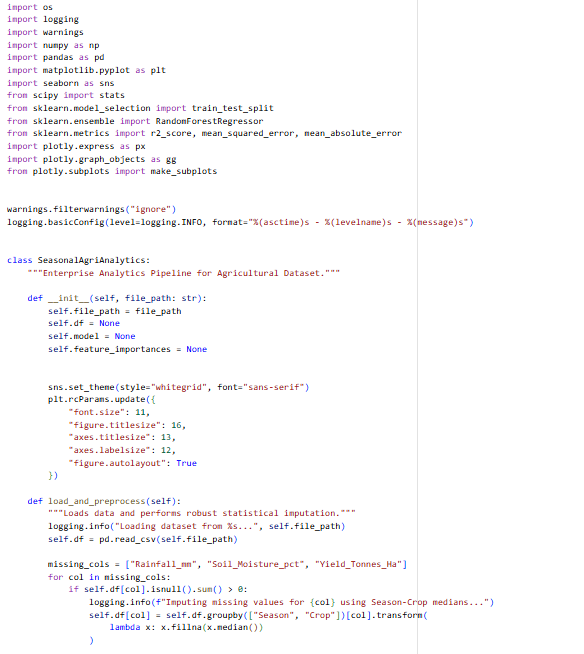 import os
import logging
import warnings
import numpy as np
import pandas as pd
import matplotlib.pyplot as plt
import seaborn as sns
from scipy import stats
from sklearn.model_selection import train_test_split
from sklearn.ensemble import RandomForestRegressor
from sklearn.metrics import r2_score, mean_squared_error, mean_absolute_error
import plotly.express as px
import plotly.graph_objects as gg
from plotly.subplots import make_subplots
warnings.filterwarnings("ignore")
logging.basicConfig(level=logging.INFO, format="%(asctime)s - %(levelname)s - %(message)s")
class SeasonalAgriAnalytics:
    """Enterprise Analytics Pipeline for Agricultural Dataset."""
    def __init__(self, file_path: str):
        self.file_path = file_path
        self.df = None
        self.model = None
        self.feature_importances = None
        sns.set_theme(style="whitegrid", font="sans-serif")
        plt.rcParams.update({
            "font.size": 11,
            "figure.titlesize": 16,
            "axes.titlesize": 13,
            "axes.labelsize": 12,
            "figure.autolayout": True
        })
    def load_and_preprocess(self):
        """Loads data and performs robust statistical imputation."""
        logging.info("Loading dataset from %s...", self.file_path)
        self.df = pd.read_csv(self.file_path)
        missing_cols = ["Rainfall_mm", "Soil_Moisture_pct", "Yield_Tonnes_Ha"]
        for col in missing_cols:
            if self.df[col].isnull().sum() > 0:
                logging.info(f"Imputing missing values for {col} using Season-Crop medians...")
                self.df[col] = self.df.groupby(["Season", "Crop"])[col].transform(
                    lambda x: x.fillna(x.median())
                )